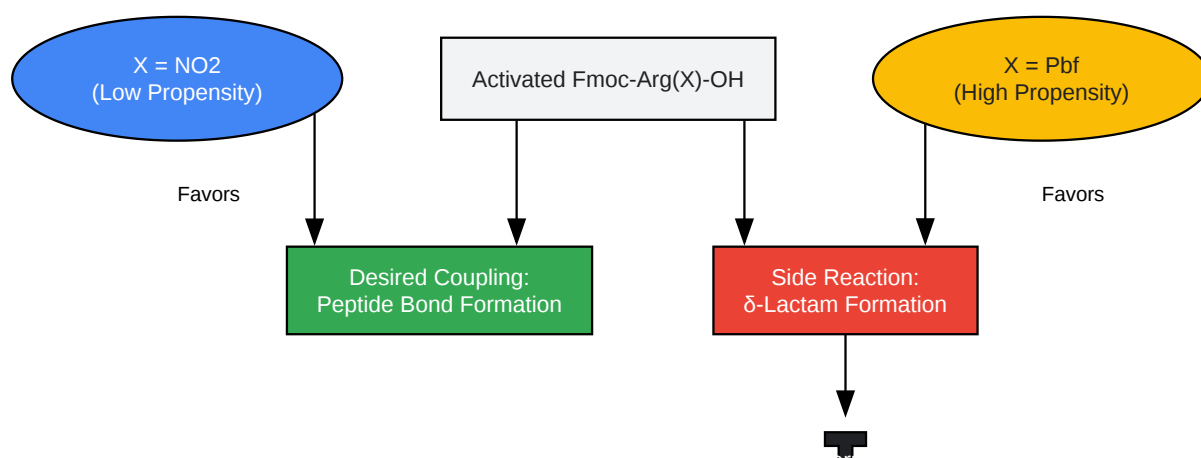 X = NO2
(Low Propensity)
Activated Fmoc-Arg(X)-OH
X = Pbf
(High Propensity)
Favors
Favors
Desired Coupling:
Peptide Bond Formation
Side Reaction:
δ-Lactam Formation